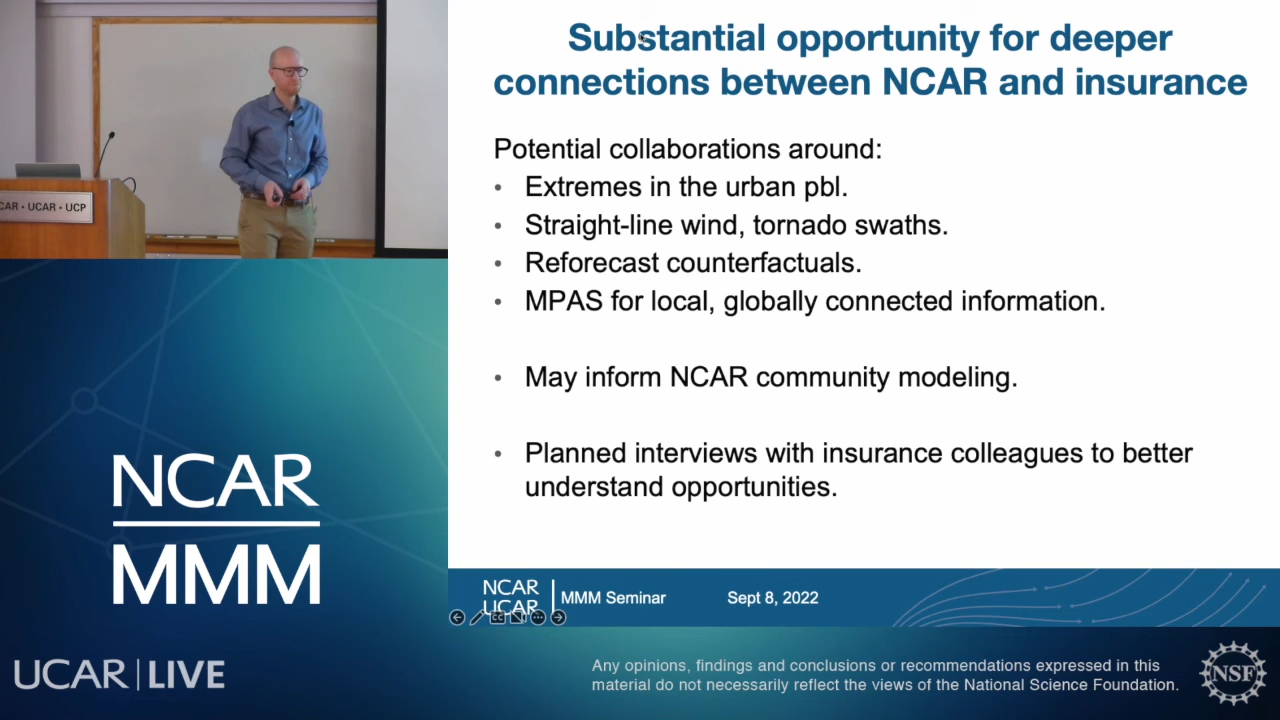 Substantial opportunity for deeper
connections between NCAR and insurance
Potential collaborations around:
• Extremes in the urban pbl.
• Straight-line wind, tornado swaths.
• Reforecast counterfactuals.
• MPAS for local, globally connected information.
• May inform NCAR community modeling.
• Planned interviews with insurance colleagues to better
understand opportunities.
NCAR
UCAR
MMM Seminar
Sept 8, 2022
CAR • UCAR • UCP
NCAR
MMM
UCAR | LIVE
Any opinions, findings and conclusions or recommendations expressed in this
material do not necessarily reflect the views of the National Science Foundation.
NSF
CC